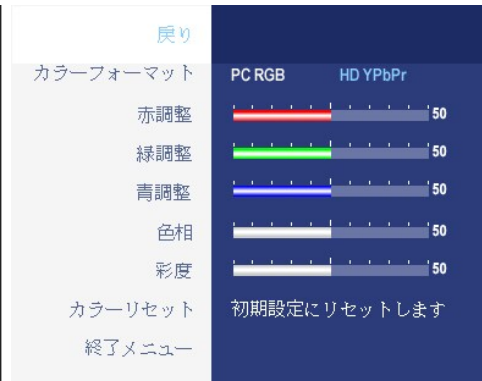 戻り
カラーフォーマット PC RGB HD YPbPr
赤調整 50
緑調整 50
青調整 50
色相 50
彩度 50
カラーリセット 初期設定にリセットします
終了メニュー